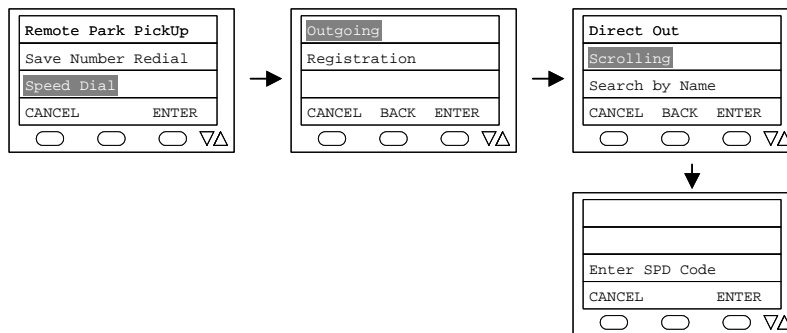 Remote Park PickUp
Save Number Redial
Speed Dial
CANCEL ENTER
Outgoing
Registration
CANCEL BACK ENTER
Direct Out
Scrolling
Search by Name
CANCEL BACK ENTER
Enter SPD Code
CANCEL ENTER